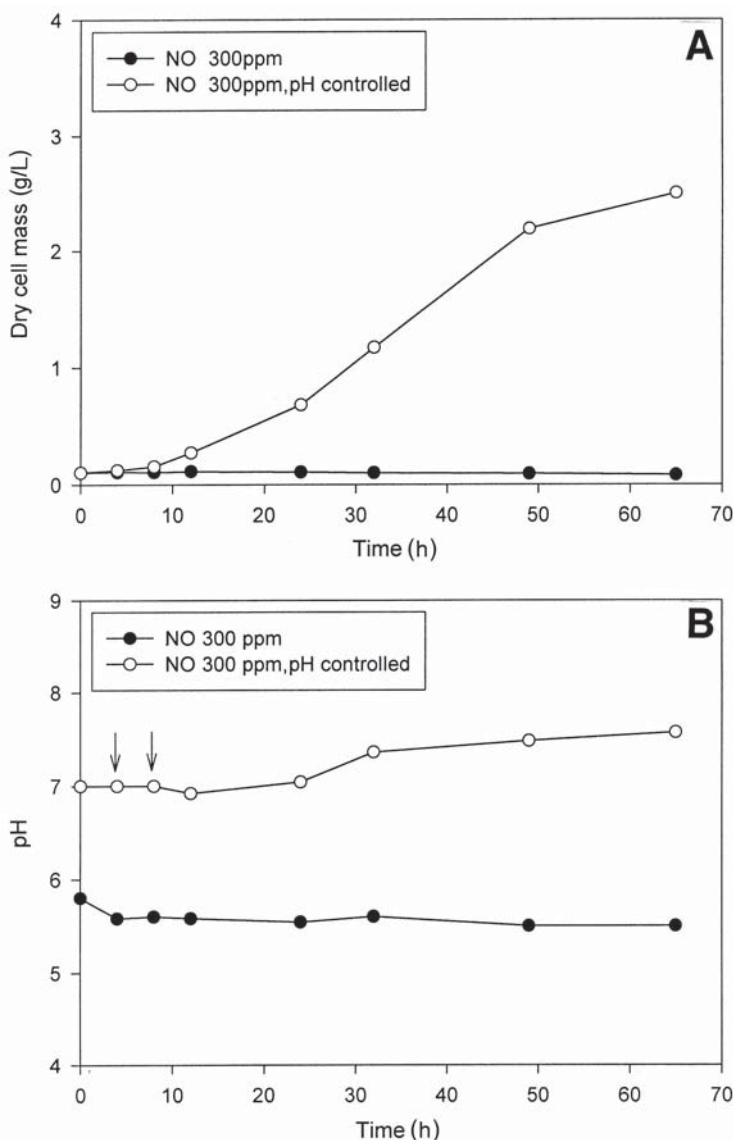 A
NO 300ppm
NO 300ppm,pH controlled
4
3
2
1
0
Dry cell mass (g/L)
0 10 20 30 40 50 60 70
Time (h)
B
NO 300 ppm
NO 300 ppm,pH controlled
9
8
7
6
5
4
pH
0 10 20 30 40 50 60 70
Time (h)